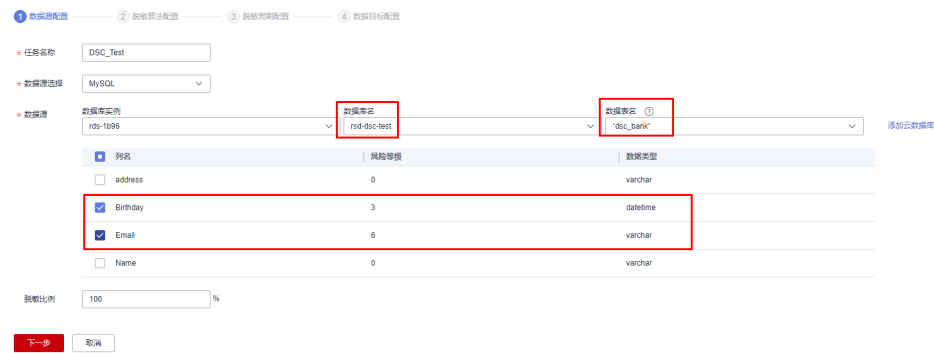 1 数据源配置 2 脱敏算法配置 3 脱敏周期配置 4 数据目标配置
* 任务名称 DSC_Test
* 数据源选择 MySQL
* 数据源 数据库实例 数据库名 数据表名 ?
rds-1b96 rsd-dsc-test "dsc_bank" 添加云数据库
列名 风险等级 数据类型
address 0 varchar
Birthday 3 datetime
Email 6 varchar
Name 0 varchar
脱敏比例 100 %
下一步 取消